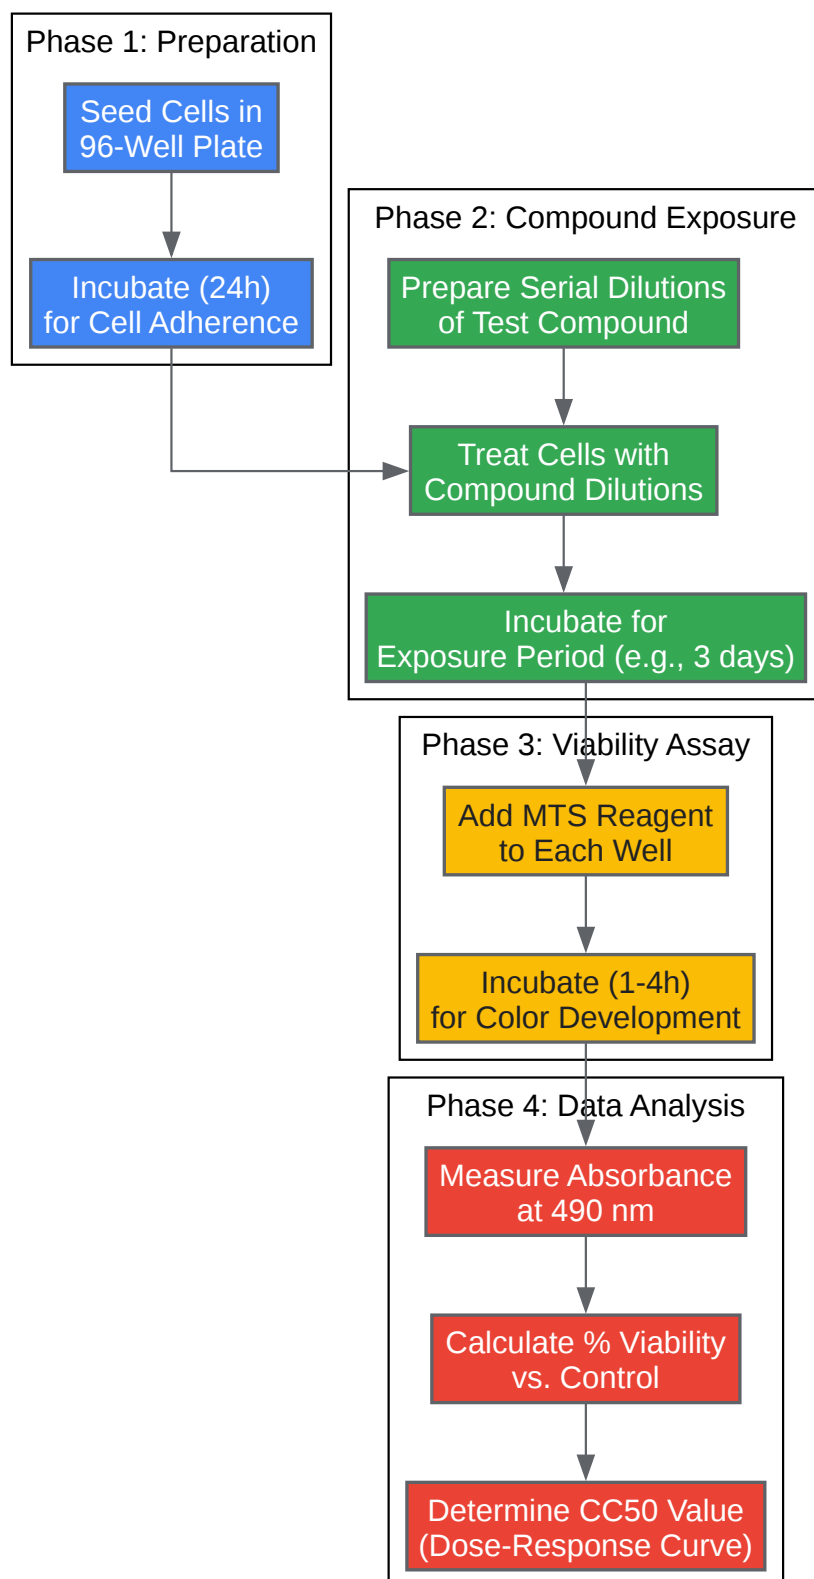 Phase 1: Preparation
Seed Cells in
96-Well Plate
Incubate (24h)
for Cell Adherence
Phase 2: Compound Exposure
Prepare Serial Dilutions
of Test Compound
Treat Cells with
Compound Dilutions
Incubate for
Exposure Period (e.g., 3 days)
Phase 3: Viability Assay
Add MTS Reagent
to Each Well
Incubate (1-4h)
for Color Development
Phase 4: Data Analysis
Measure Absorbance
at 490 nm
Calculate % Viability
vs. Control
Determine CC50 Value
(Dose-Response Curve)